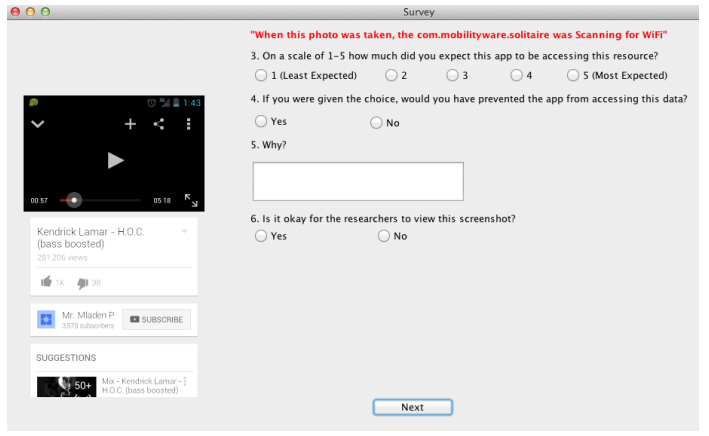 Survey
"When this photo was taken, the com.mobilityware.solitaire was Scanning for WiFi"
3. On a scale of 1-5 how much did you expect this app to be accessing this resource?
1 (Least Expected) 2 3 4 5 (Most Expected)
4. If you were given the choice, would you have prevented the app from accessing this data?
Yes No
5. Why?
6. Is it okay for the researchers to view this screenshot?
Yes No
Next
1:43
00:57 05:18
Kendrick Lamar - H.O.C.
(bass boosted)
281,206 views
1K 38
Mr. Mladen P
3,570 subscribers
SUBSCRIBE
SUGGESTIONS
50+
Mix - Kendrick Lamar -
H.O.C. (bass boosted)